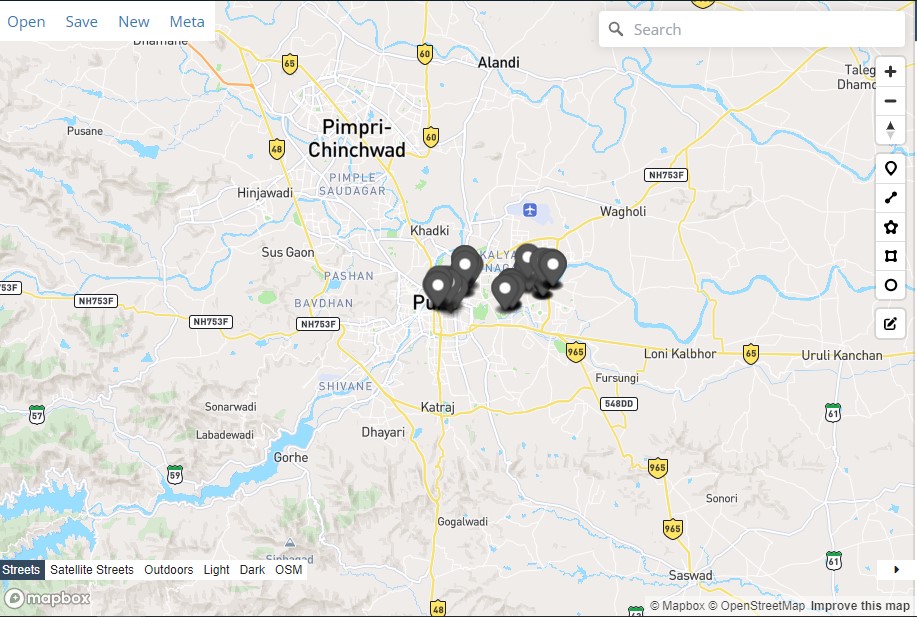 Open Save New Meta
Search
Dhamane
65
60
Alandi
Taleg
Dhamo
Pusane
Pimpri-
Chinchwad
60
48
PIMPLE
SAUDAGAR
NH753F
Hinjawadi
Wagholi
Khadki
Sus Gaon
KALYA
NAG
PASHAN
53F
NH753F
BAVDHAN
Pu
NH753F
NH753F
965
Loni Kalbhor
65
Uruli Kanchan
Fursungi
SHIVANE
548DD
Sonarwadi
Katraj
57
61
Labadewadi
Dhayari
Gorhe
965
59
Sonori
Gogalwadi
965
Sinhagad
61
Saswad
Streets Satellite Streets Outdoors Light Dark OSM
mapbox
48
© Mapbox © OpenStreetMap Improve this map